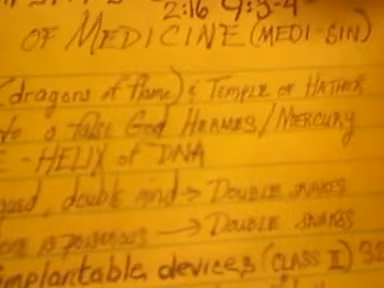 2:16 9:3-4
OF MEDICINE (MEDI-SIN)
(dragons of flame) & TEMPLE OF HATHOR
to a false God HERMES/MERCURY
E-HELIX of DNA
double mind → DOUBLE SNAKES
→ DOUBLE SNAKES
implantable devices (CLASS II)